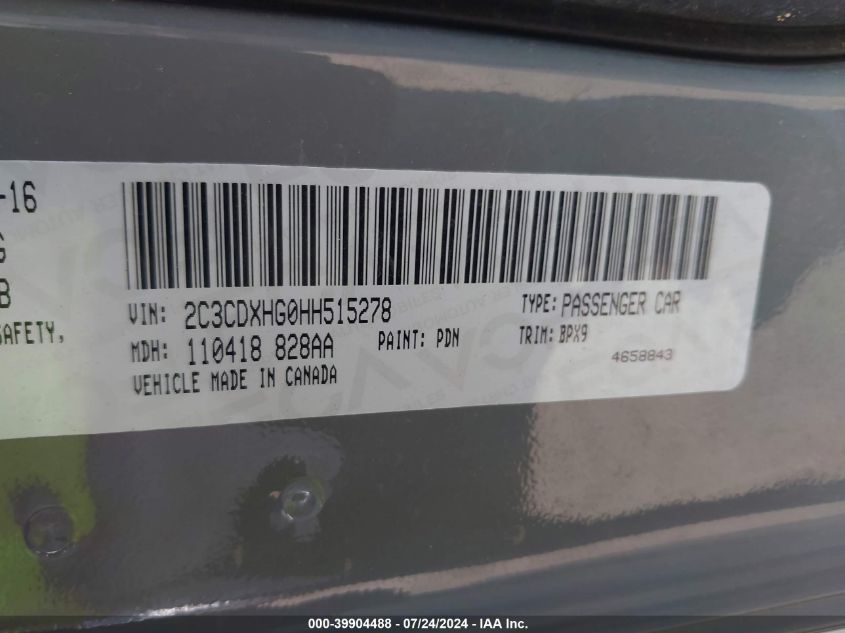 -16
B
SAFETY,
VIN: 2C3CDXHG0HH515278
TYPE: PASSENGER CAR
MDH: 110418 828AA
PAINT: PDN
TRIM: BPX9
4658843
VEHICLE MADE IN CANADA
000-39904488 - 07/24/2024 - IAA Inc.